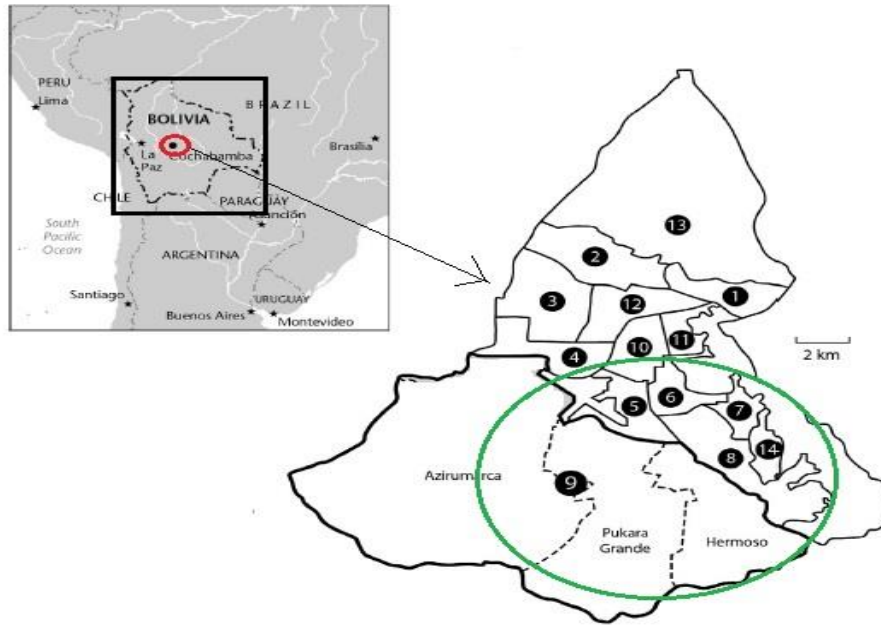 PERU
Lima
BRAZIL
BOLIVIA
La
Paz
Cochabamba
Brasília
CHILE
PARAGUAY
Asunción
South
Pacific
Ocean
ARGENTINA
Santiago
URUGUAY
Buenos Aires
Montevideo
13
2
3
12
1
11
10
4
2 km
6
5
7
14
8
Azirumarca
9
Pukara
Grande
Hermoso